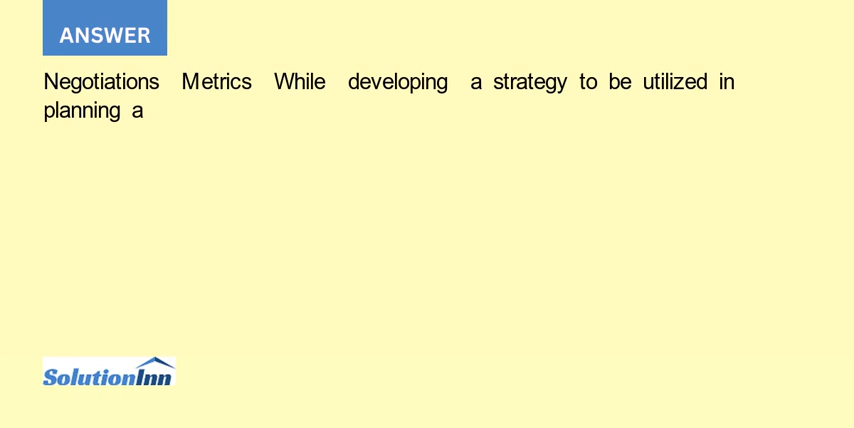 ANSWER
Negotiations Metrics While developing a strategy to be utilized in
planning a
SolutionInn